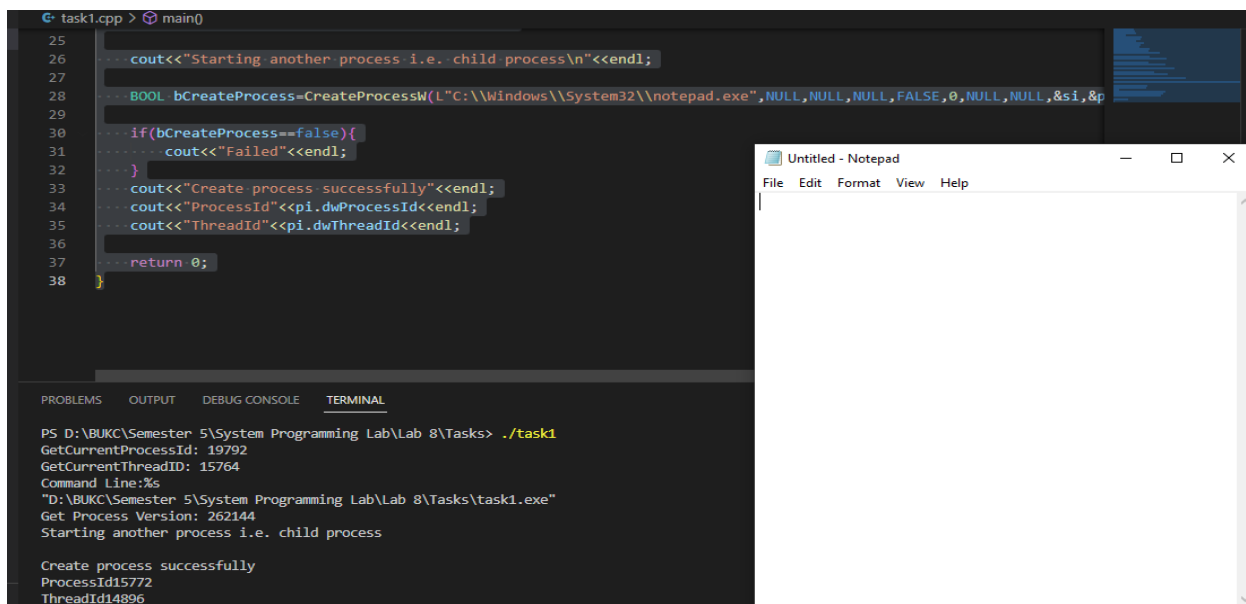 task1.cpp > main()
25
26 cout<<"Starting another process i.e. child process\n"<<endl;
27
28 BOOL bCreateProcess=CreateProcessW(L"C:\\Windows\\System32\\notepad.exe",NULL,NULL,NULL,FALSE,0,NULL,NULL,&si,&p
29
30 if(bCreateProcess==false){
31 cout<<"Failed"<<endl;
32 }
33 cout<<"Create process successfully"<<endl;
34 cout<<"ProcessId"<<pi.dwProcessId<<endl;
35 cout<<"ThreadId"<<pi.dwThreadId<<endl;
36
37 return 0;
38 }
Untitled - Notepad
File Edit Format View Help
PROBLEMS OUTPUT DEBUG CONSOLE TERMINAL
PS D:\BUKC\Semester 5\System Programming Lab\Lab 8\Tasks> ./task1
GetCurrentProcessId: 19792
GetCurrentThreadID: 15764
Command Line:%s
"D:\BUKC\Semester 5\System Programming Lab\Lab 8\Tasks\task1.exe"
Get Process Version: 262144
Starting another process i.e. child process
Create process successfully
ProcessId15772
ThreadId14896